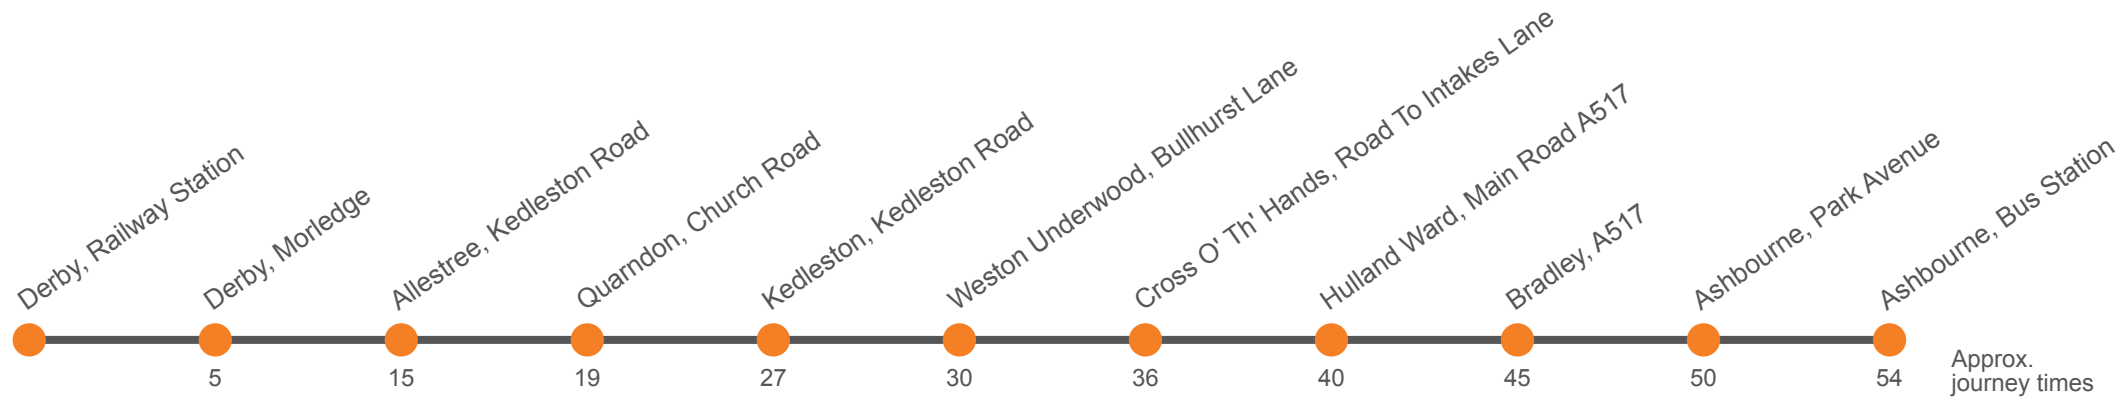 Derby, Railway Station
Derby, Morledge
Allestree, Kedleston Road
Quarndon, Church Road
Kedleston, Kedleston Road
Weston Underwood, Bullhurst Lane
Cross O' Th' Hands, Road To Intakes Lane
Hulland Ward, Main Road A517
Bradley, A517
Ashbourne, Park Avenue
Ashbourne, Bus Station
5
15
19
27
30
36
40
45
50
54
Approx.
journey times